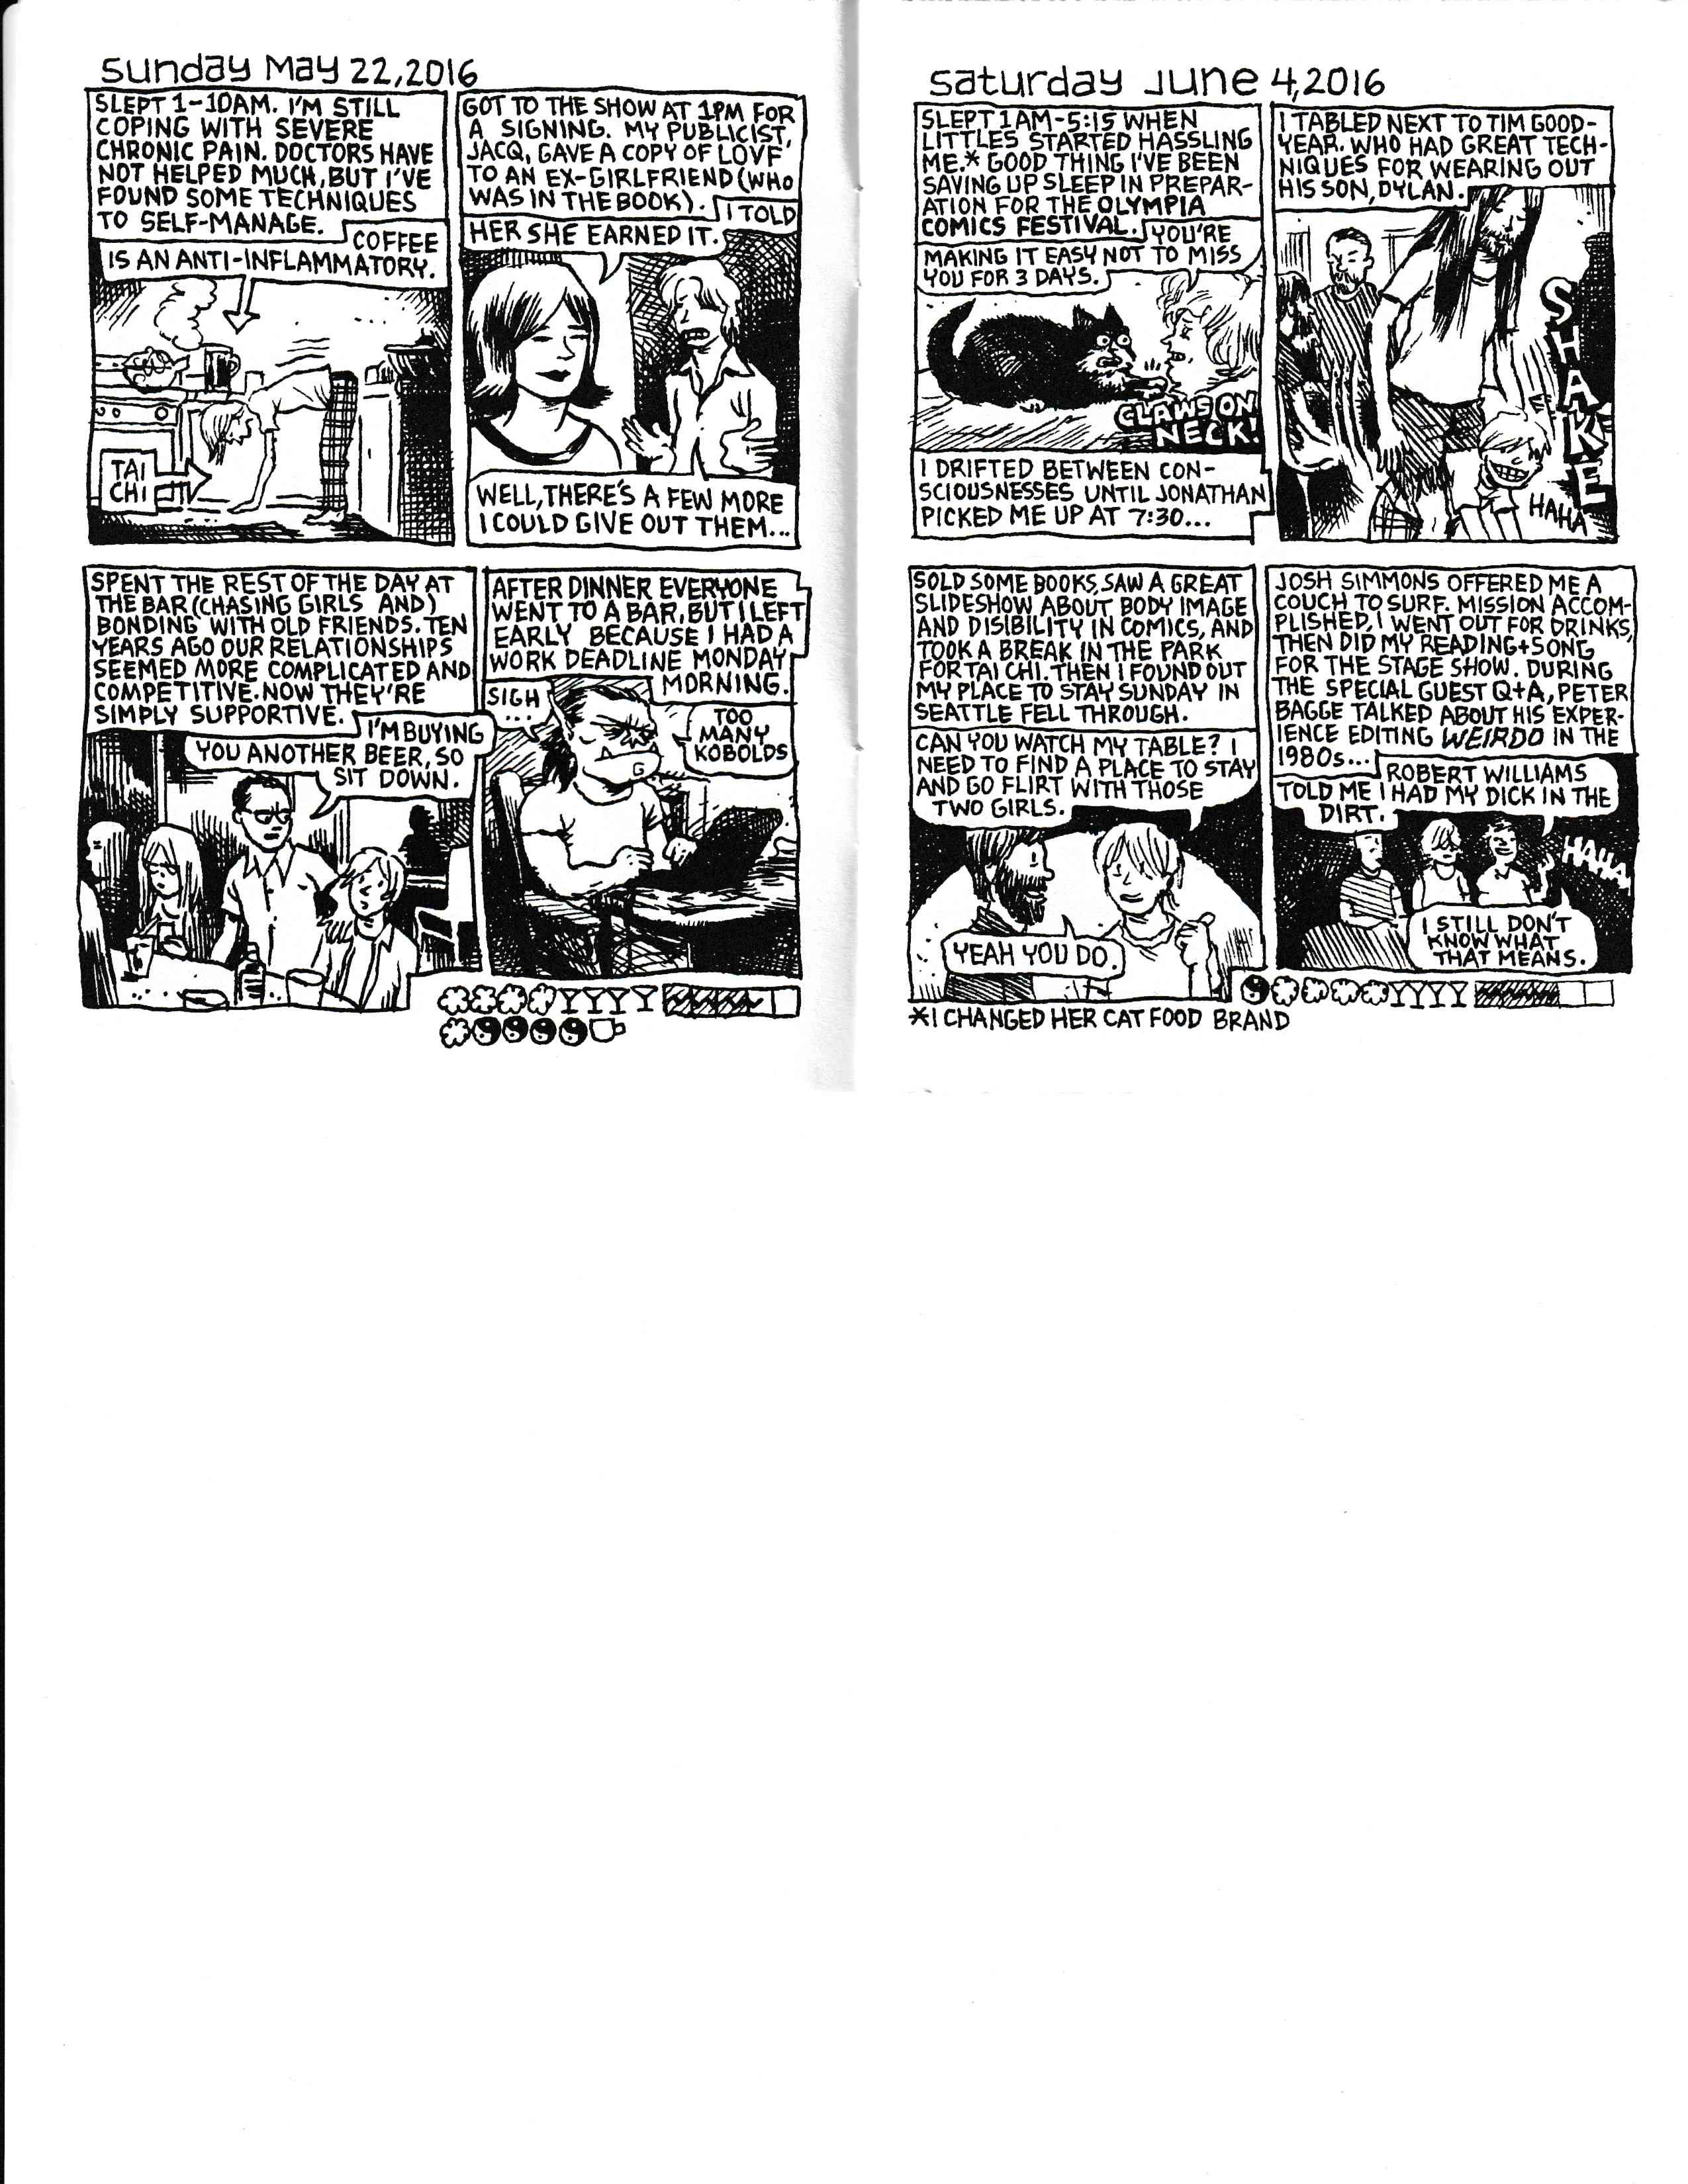 Sunday May 22, 2016
SLEPT 1-10AM. I'M STILL
COPING WITH SEVERE
CHRONIC PAIN. DOCTORS HAVE
NOT HELPED MUCH, BUT I'VE
FOUND SOME TECHNIQUES
TO SELF-MANAGE.
COFFEE
IS AN ANTI-INFLAMMATORY.
TAI
CHI
GOT TO THE SHOW AT 1PM FOR
A SIGNING. MY PUBLICIST,
JACQ, GAVE A COPY OF LOVF
TO AN EX-GIRLFRIEND (WHO
WAS IN THE BOOK).
I TOLD
HER SHE EARNED IT.
WELL, THERE'S A FEW MORE
I COULD GIVE OUT THEM...
SPENT THE REST OF THE DAY AT
THE BAR (CHASING GIRLS AND)
BONDING WITH OLD FRIENDS. TEN
YEARS AGO OUR RELATIONSHIPS
SEEMED MORE COMPLICATED AND
COMPETITIVE. NOW THEY'RE
SIMPLY SUPPORTIVE.
I'M BUYING
YOU ANOTHER BEER, SO
SIT DOWN.
AFTER DINNER EVERYONE
WENT TO A BAR, BUT I LEFT
EARLY BECAUSE I HAD A
WORK DEADLINE MONDAY
MORNING.
SIGH
...
TOO
MANY
KOBOLDS
G
Saturday June 4, 2016
SLEPT 1AM-5:15 WHEN
LITTLES STARTED HASSLING
ME.* GOOD THING I'VE BEEN
SAVING UP SLEEP IN PREPAR-
ATION FOR THE OLYMPIA
COMICS FESTIVAL.
YOU'RE
MAKING IT EASY NOT TO MISS
YOU FOR 3 DAYS.
CLAWS ON
NECK!
I DRIFTED BETWEEN CON-
SCIOUSNESSES UNTIL JONATHAN
PICKED ME UP AT 7:30...
I TABLED NEXT TO TIM GOOD-
YEAR. WHO HAD GREAT TECH-
NIQUES FOR WEARING OUT
HIS SON, DYLAN.
SHAKE
HAHA
SOLD SOME BOOKS, SAW A GREAT
SLIDESHOW ABOUT BODY IMAGE
AND DISIBILITY IN COMICS, AND
TOOK A BREAK IN THE PARK
FOR TAI CHI. THEN I FOUND OUT
MY PLACE TO STAY SUNDAY IN
SEATTLE FELL THROUGH.
CAN YOU WATCH MY TABLE? I
NEED TO FIND A PLACE TO STAY
AND GO FLIRT WITH THOSE
TWO GIRLS.
YEAH YOU DO.
JOSH SIMMONS OFFERED ME A
COUCH TO SURF. MISSION ACCOM-
PLISHED, I WENT OUT FOR DRINKS,
THEN DID MY READING+SONG
FOR THE STAGE SHOW. DURING
THE SPECIAL GUEST Q+A, PETER
BAGGE TALKED ABOUT HIS EXPER-
IENCE EDITING WEIRDO IN THE
1980s...
ROBERT WILLIAMS
TOLD ME I HAD MY DICK IN THE
DIRT.
HAHA
I STILL DON'T
KNOW WHAT
THAT MEANS.
*I CHANGED HER CAT FOOD BRAND